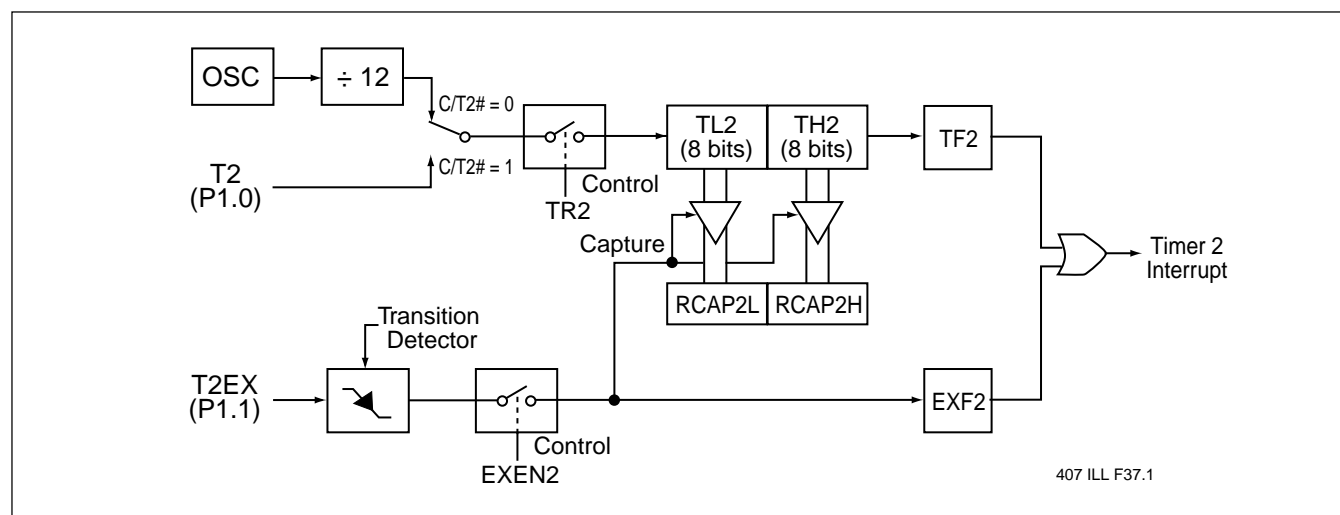 OSC
÷ 12
C/T2# = 0
C/T2# = 1
T2
(P1.0)
Control
TR2
TL2
(8 bits)
TH2
(8 bits)
TF2
Capture
RCAP2L
RCAP2H
Timer 2
Interrupt
Transition
Detector
T2EX
(P1.1)
Control
EXEN2
EXF2
407 ILL F37.1